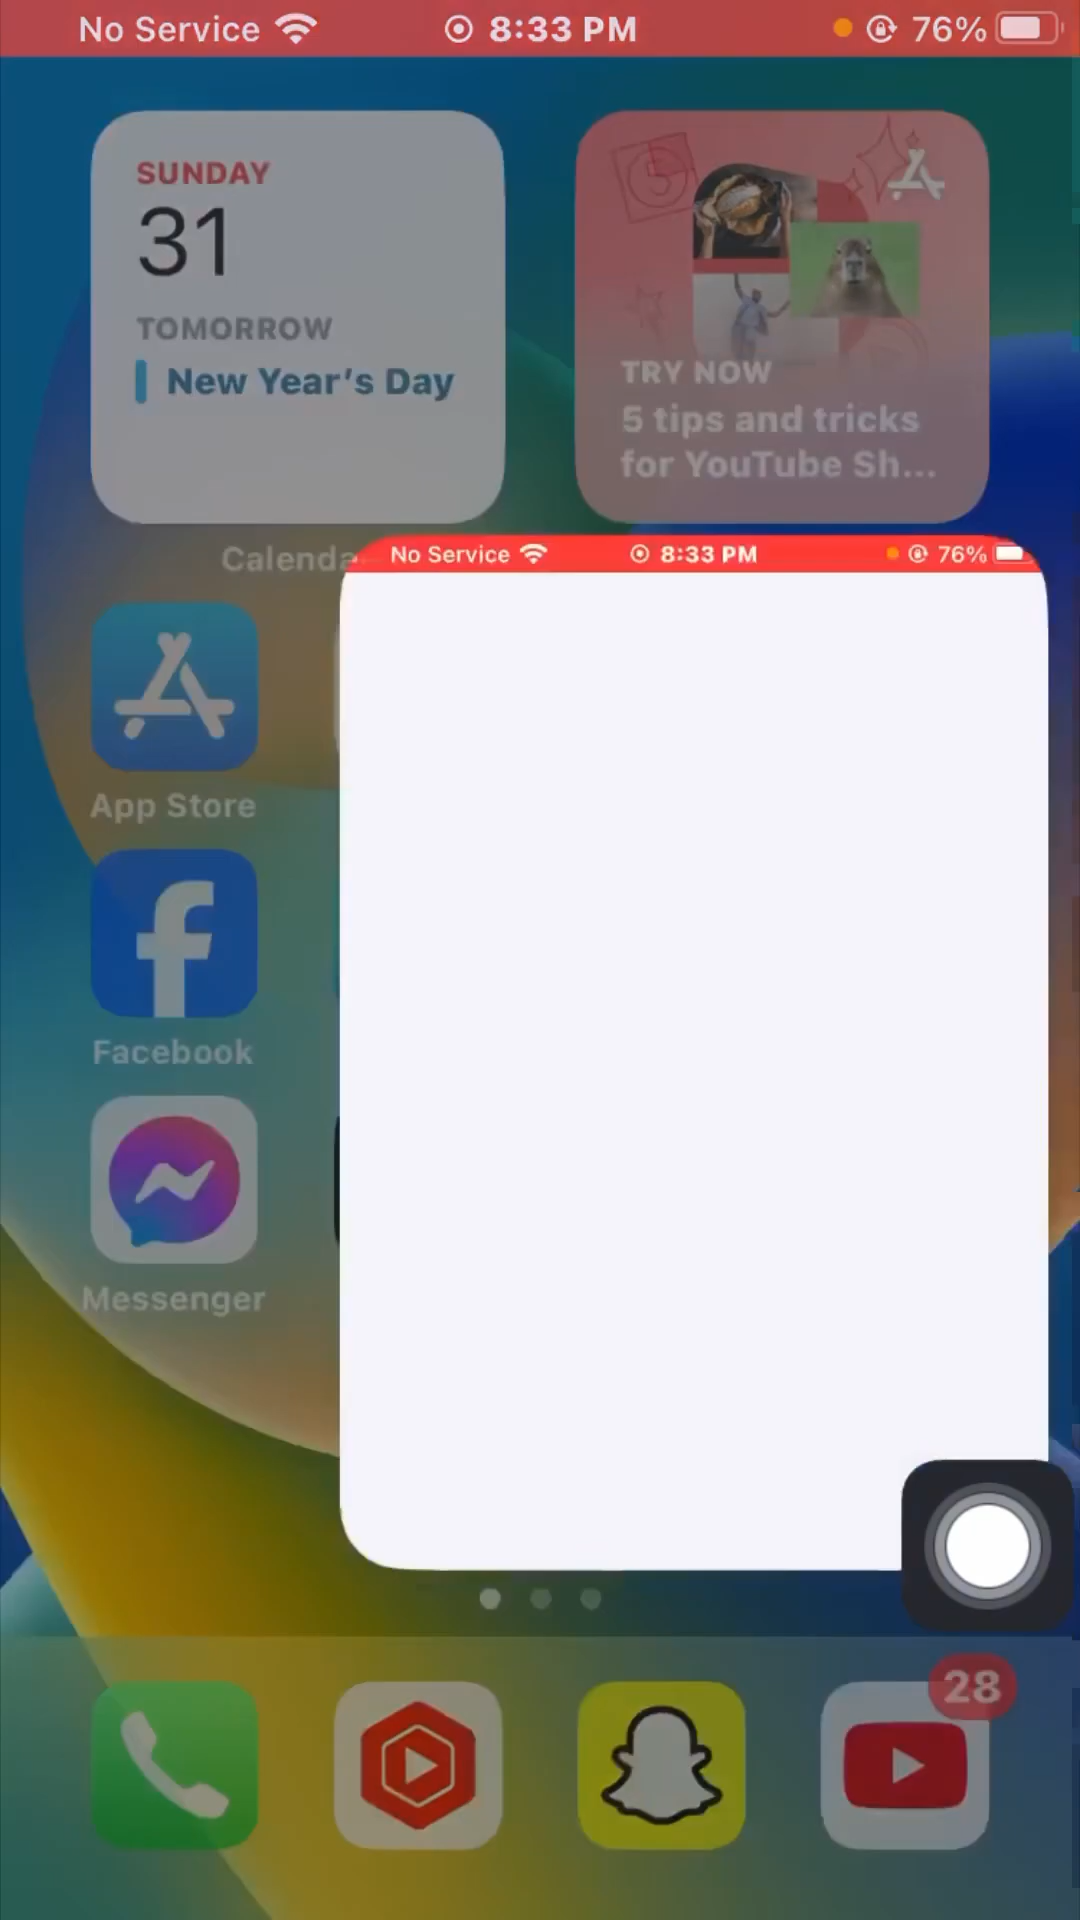 No Service 8:33 PM 76%
SUNDAY
31
TOMORROW
New Year's Day
TRY NOW
5 tips and tricks
for YouTube Sh...
Calenda
No Service 8:33 PM 76%
App Store
Facebook
Messenger
28